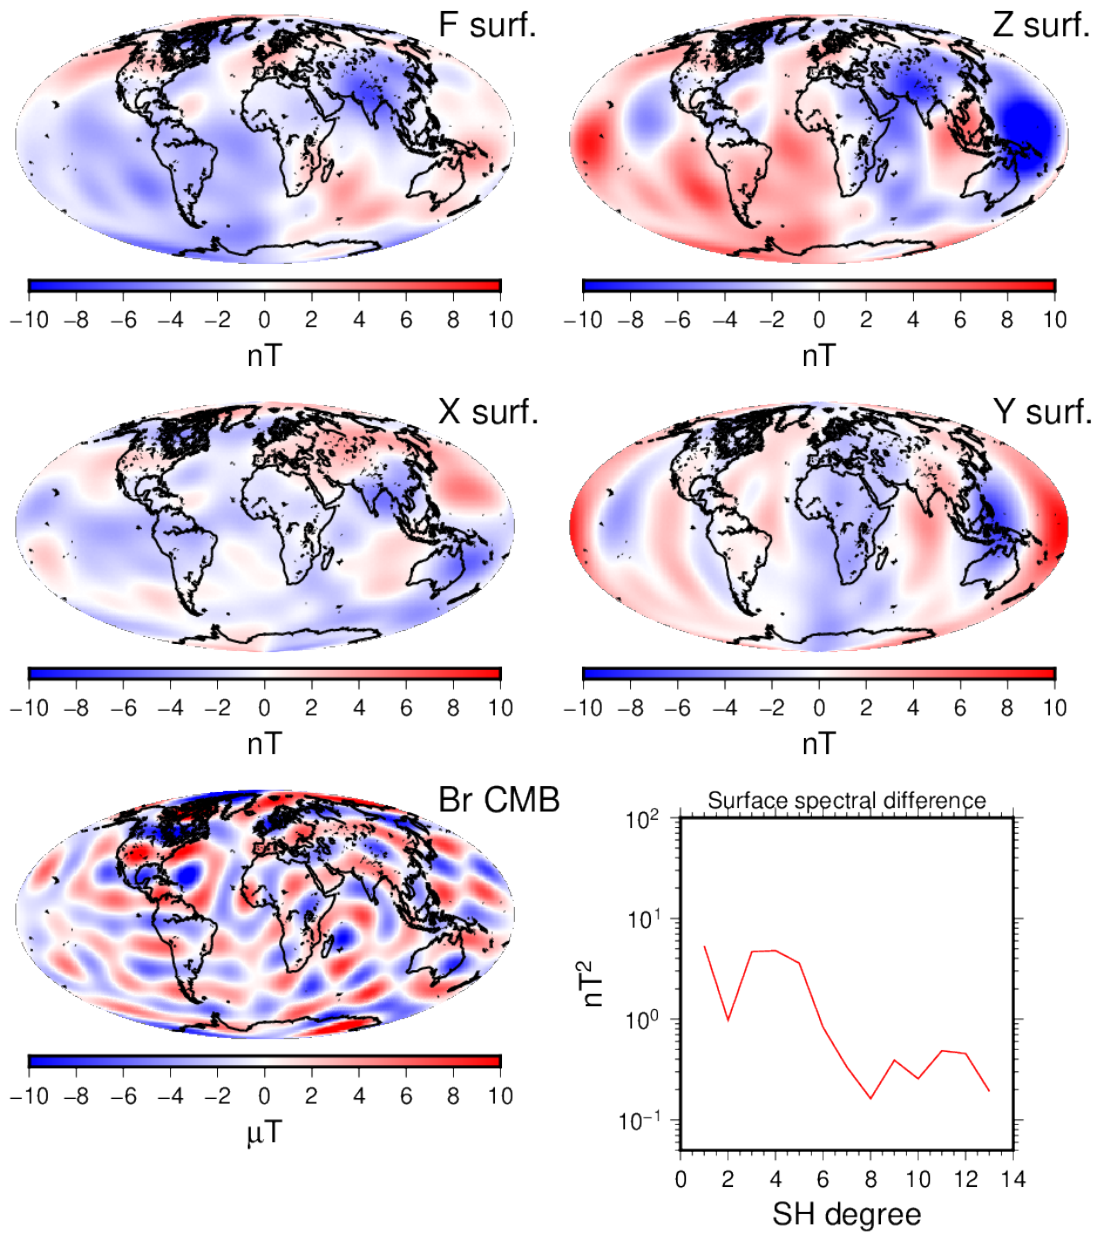 F surf.
Z surf.
−10 −8 −6 −4 −2 0 2 4 6 8 10
nT
−10 −8 −6 −4 −2 0 2 4 6 8 10
nT
X surf.
Y surf.
−10 −8 −6 −4 −2 0 2 4 6 8 10
nT
−10 −8 −6 −4 −2 0 2 4 6 8 10
nT
Br CMB
−10 −8 −6 −4 −2 0 2 4 6 8 10
µT
Surface spectral difference
10²
10¹
10⁰
10⁻¹
nT²
0 2 4 6 8 10 12 14
SH degree